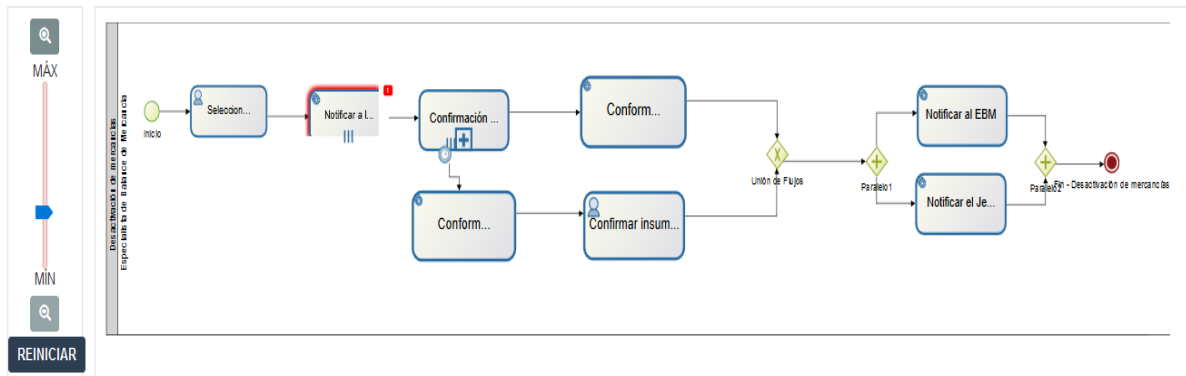 MÁX
MÍN
REINICIAR
Desactivación de mercancías
Especialista de Balance de Mercancía
Inicio
Seleccion...
Notificar a l...
!
Confirmación ...
Conform...
Conform...
Confirmar insum...
X
Unión de Flujos
Paralelo1
Notificar al EBM
Notificar el Je...
Paralelo2
Fin - Desactivación de mercancías